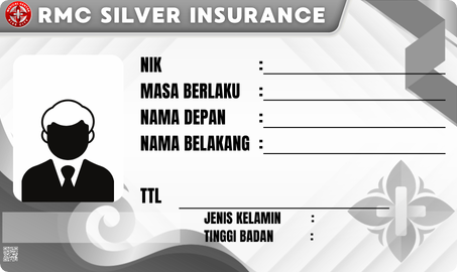 RMC SILVER INSURANCE
NIK :
MASA BERLAKU :
NAMA DEPAN :
NAMA BELAKANG :
TTL
JENIS KELAMIN :
TINGGI BADAN :